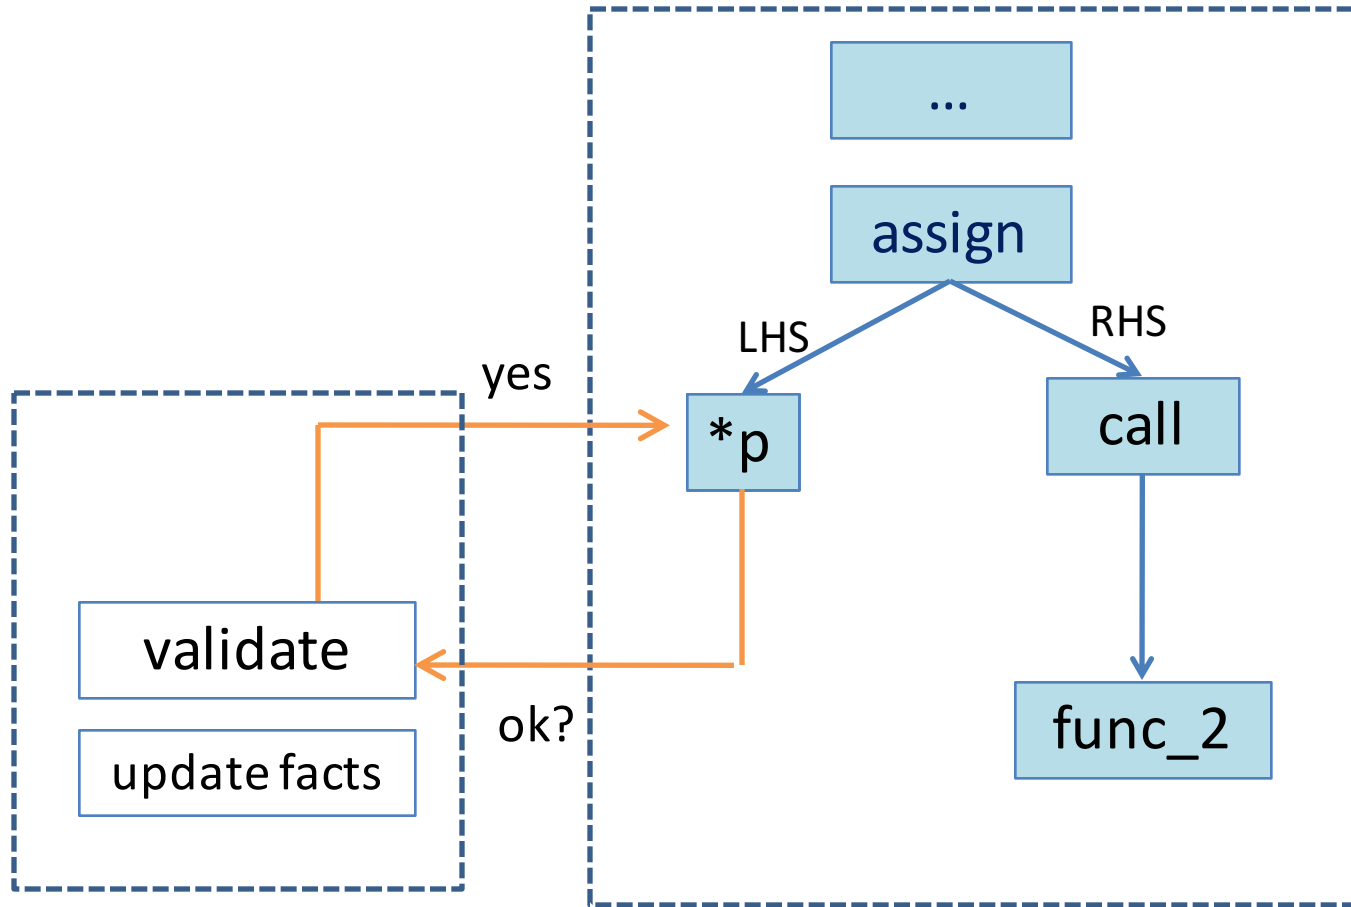 ...
assign
LHS
RHS
yes
*p
call
validate
ok?
func_2
update facts